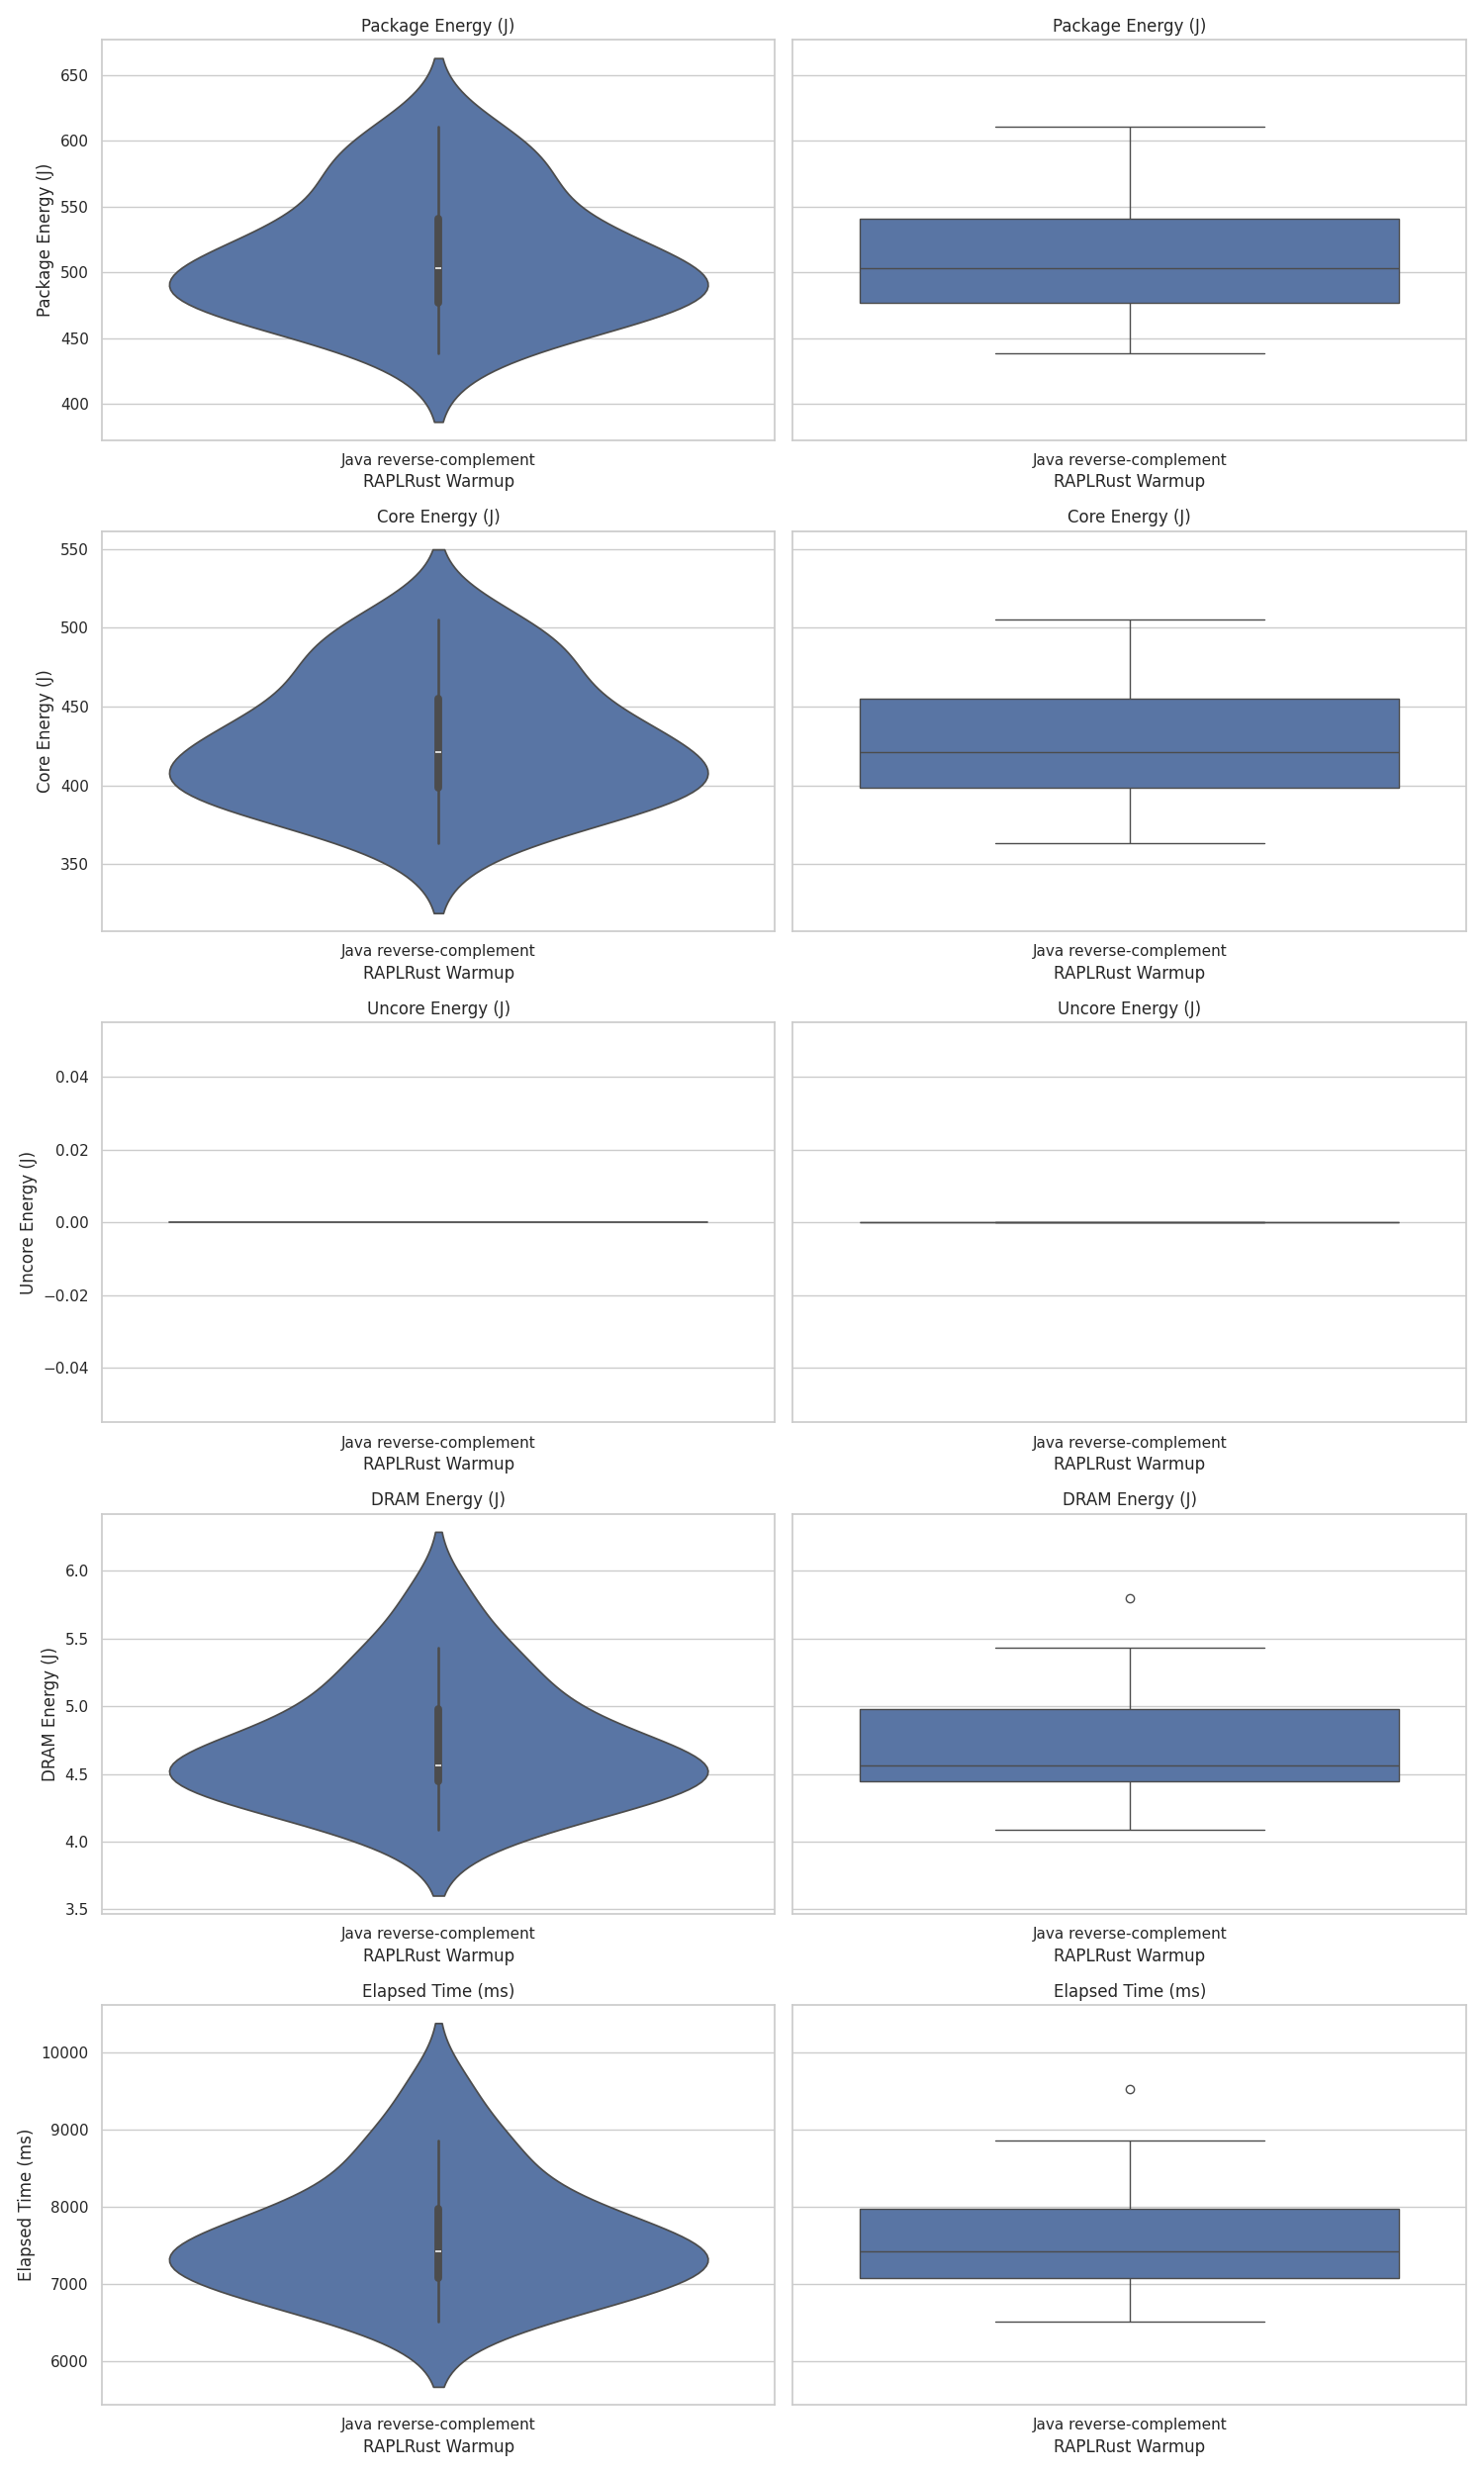 Package Energy (J)
Package Energy (J)
Package Energy (J)
650
600
550
500
450
400
Java reverse-complement
RAPLRust Warmup
Java reverse-complement
RAPLRust Warmup
Core Energy (J)
Core Energy (J)
Core Energy (J)
550
500
450
400
350
Java reverse-complement
RAPLRust Warmup
Java reverse-complement
RAPLRust Warmup
Uncore Energy (J)
Uncore Energy (J)
Uncore Energy (J)
0.04
0.02
0.00
−0.02
−0.04
Java reverse-complement
RAPLRust Warmup
Java reverse-complement
RAPLRust Warmup
DRAM Energy (J)
DRAM Energy (J)
DRAM Energy (J)
6.0
5.5
5.0
4.5
4.0
3.5
Java reverse-complement
RAPLRust Warmup
Java reverse-complement
RAPLRust Warmup
Elapsed Time (ms)
Elapsed Time (ms)
Elapsed Time (ms)
10000
9000
8000
7000
6000
Java reverse-complement
RAPLRust Warmup
Java reverse-complement
RAPLRust Warmup